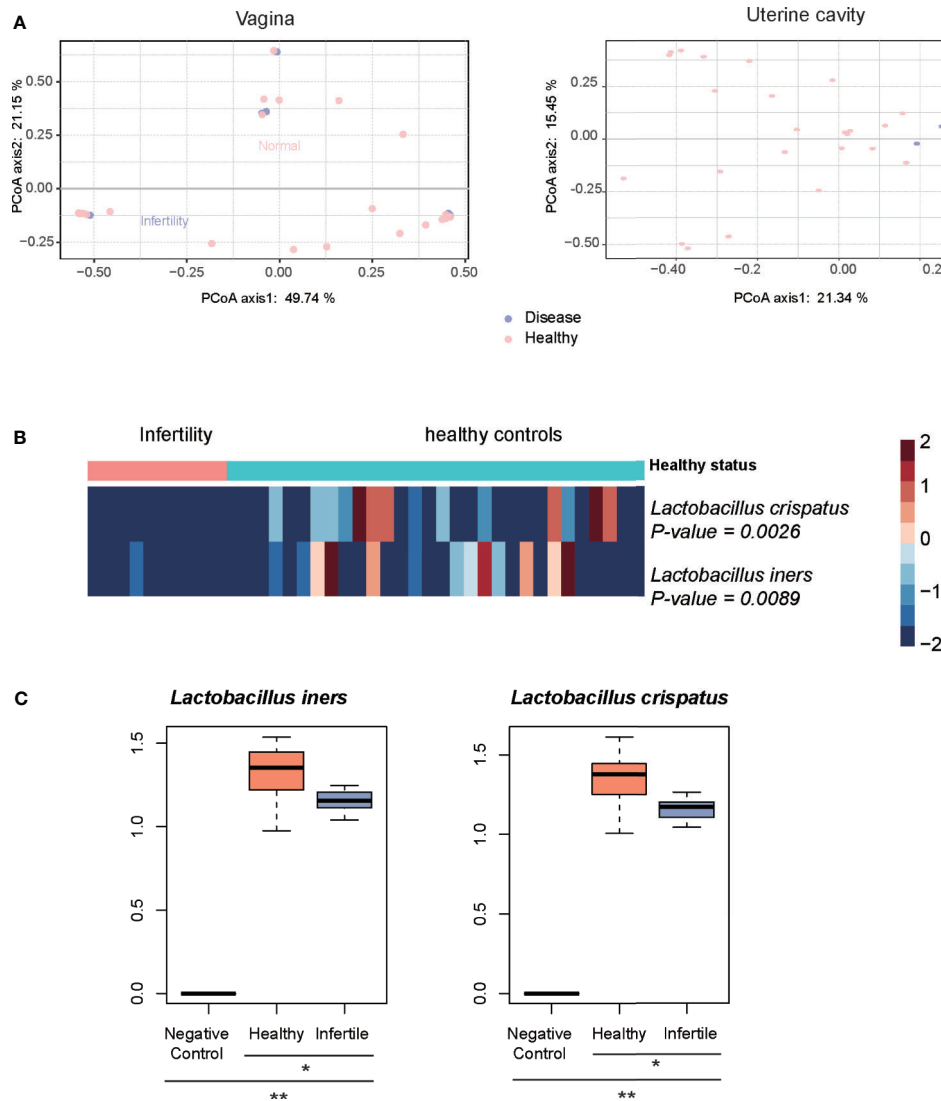 A
Vagina
Uterine cavity
PCoA axis2: 21.15 %
0.50
0.25
0.00
−0.25
Normal
Infertility
−0.50
−0.25
0.00
0.25
0.50
PCoA axis1: 49.74 %
PCoA axis2: 15.45 %
0.25
0.00
−0.25
−0.50
−0.40
−0.20
0.00
PCoA axis1: 21.34 %
Disease
Healthy
B
Infertility
healthy controls
Healthy status
Lactobacillus crispatus
P-value = 0.0026
Lactobacillus iners
P-value = 0.0089
2
1
0
−1
−2
C
Lactobacillus iners
1.5
1.0
0.5
0.0
Negative Healthy Infertile
Control
*
**
Lactobacillus crispatus
1.5
1.0
0.5
0.0
Negative Healthy Infertile
Control
*
**